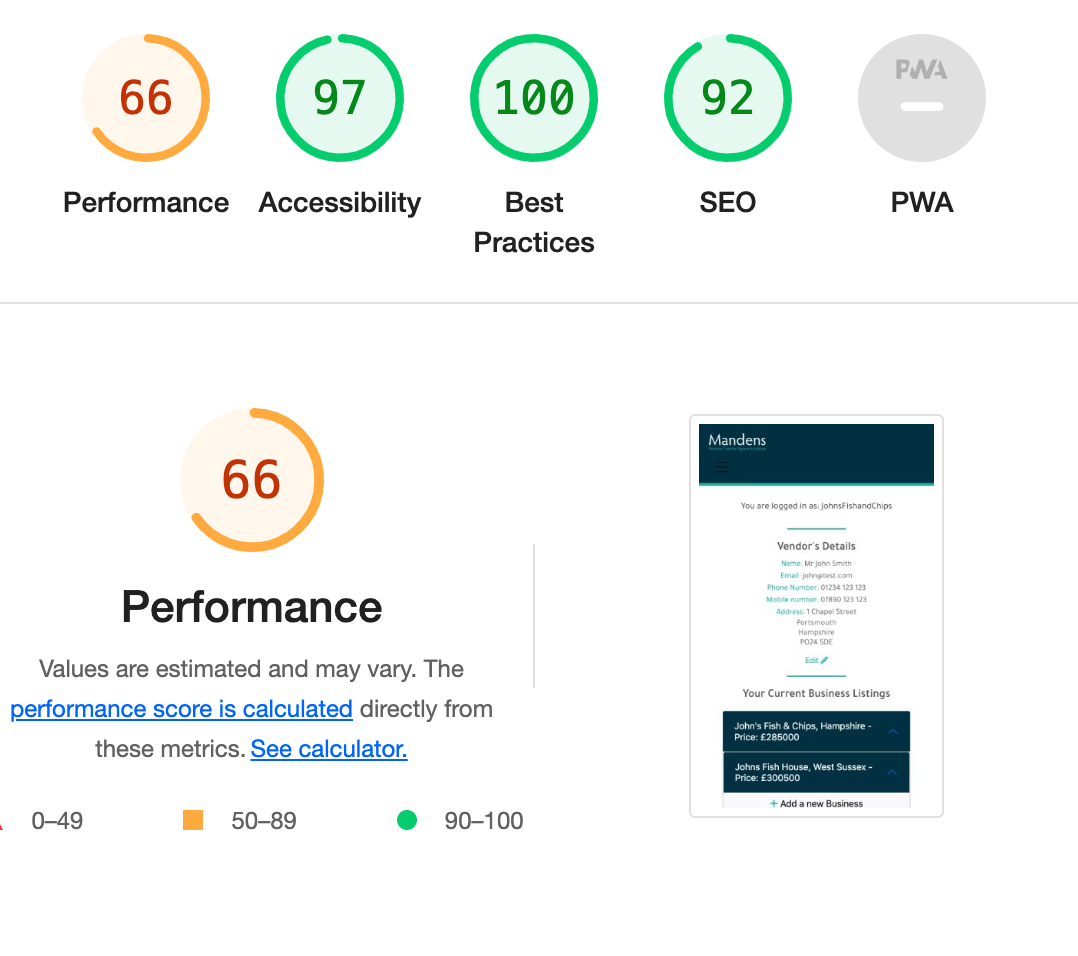 66
97
100
92
PWA
Performance
Accessibility
Best
Practices
SEO
PWA
66
Performance
Values are estimated and may vary. The
performance score is calculated directly from
these metrics. See calculator.
0–49
50–89
90–100
Mandens
You are logged in as: JohnsFishandChips
Vendor's Details
Name: Mr John Smith
Email: john@test.com
Phone Number: 01234 123 123
Mobile number: 07890 123 123
Address: 1 Chapel Street
Portsmouth
Hampshire
PO24 5DE
Edit
Your Current Business Listings
John's Fish & Chips, Hampshire -
Price: £285000
Johns Fish House, West Sussex -
Price: £300500
+ Add a new Business